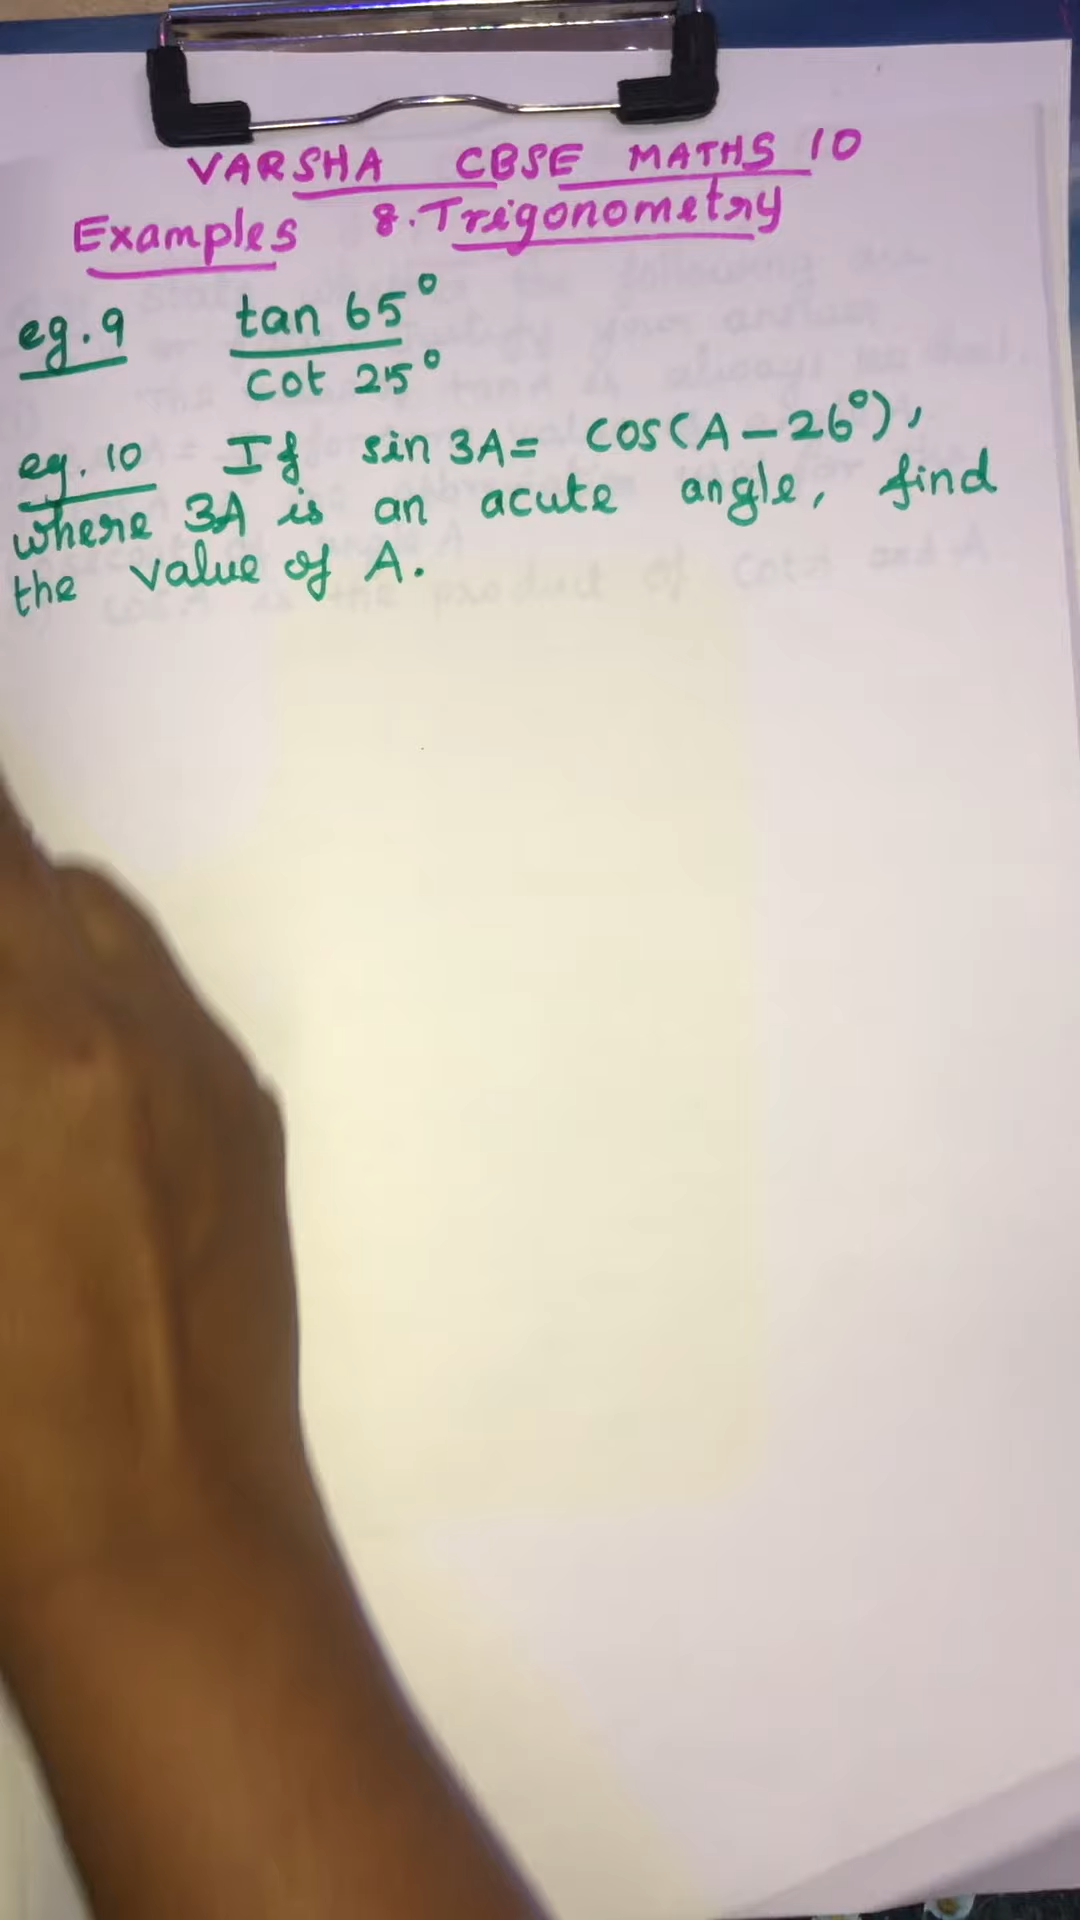 VARSHA CBSE MATHS 10
Examples 8. Trigonometry
eg. 9 tan 65°
cot 25°
eg. 10 If sin 3A = cos(A - 26°),
where 3A is an acute angle, find
the value of A.